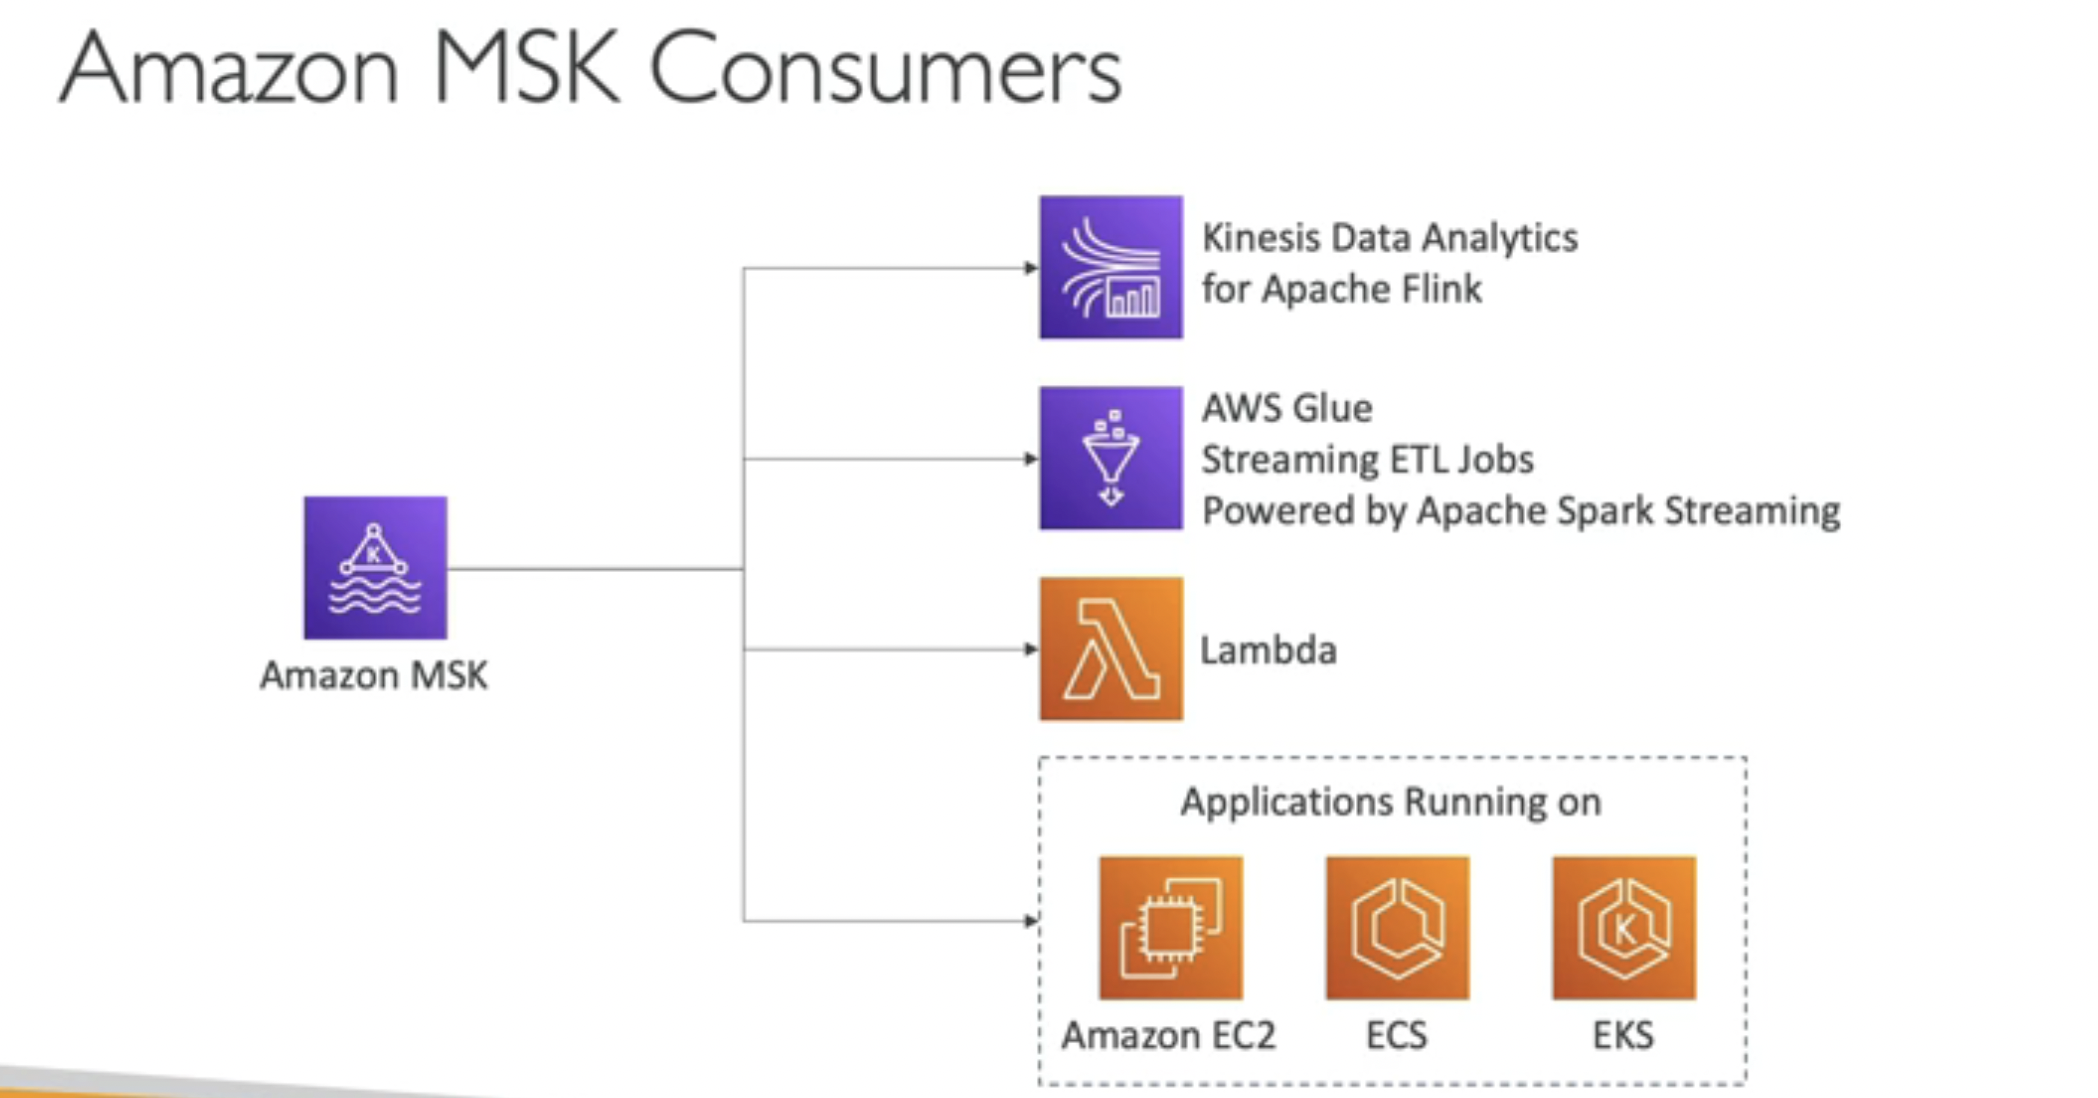 Amazon MSK Consumers
Kinesis Data Analytics
for Apache Flink
AWS Glue
Streaming ETL Jobs
Powered by Apache Spark Streaming
K
Amazon MSK
Lambda
Applications Running on
K
Amazon EC2
ECS
EKS